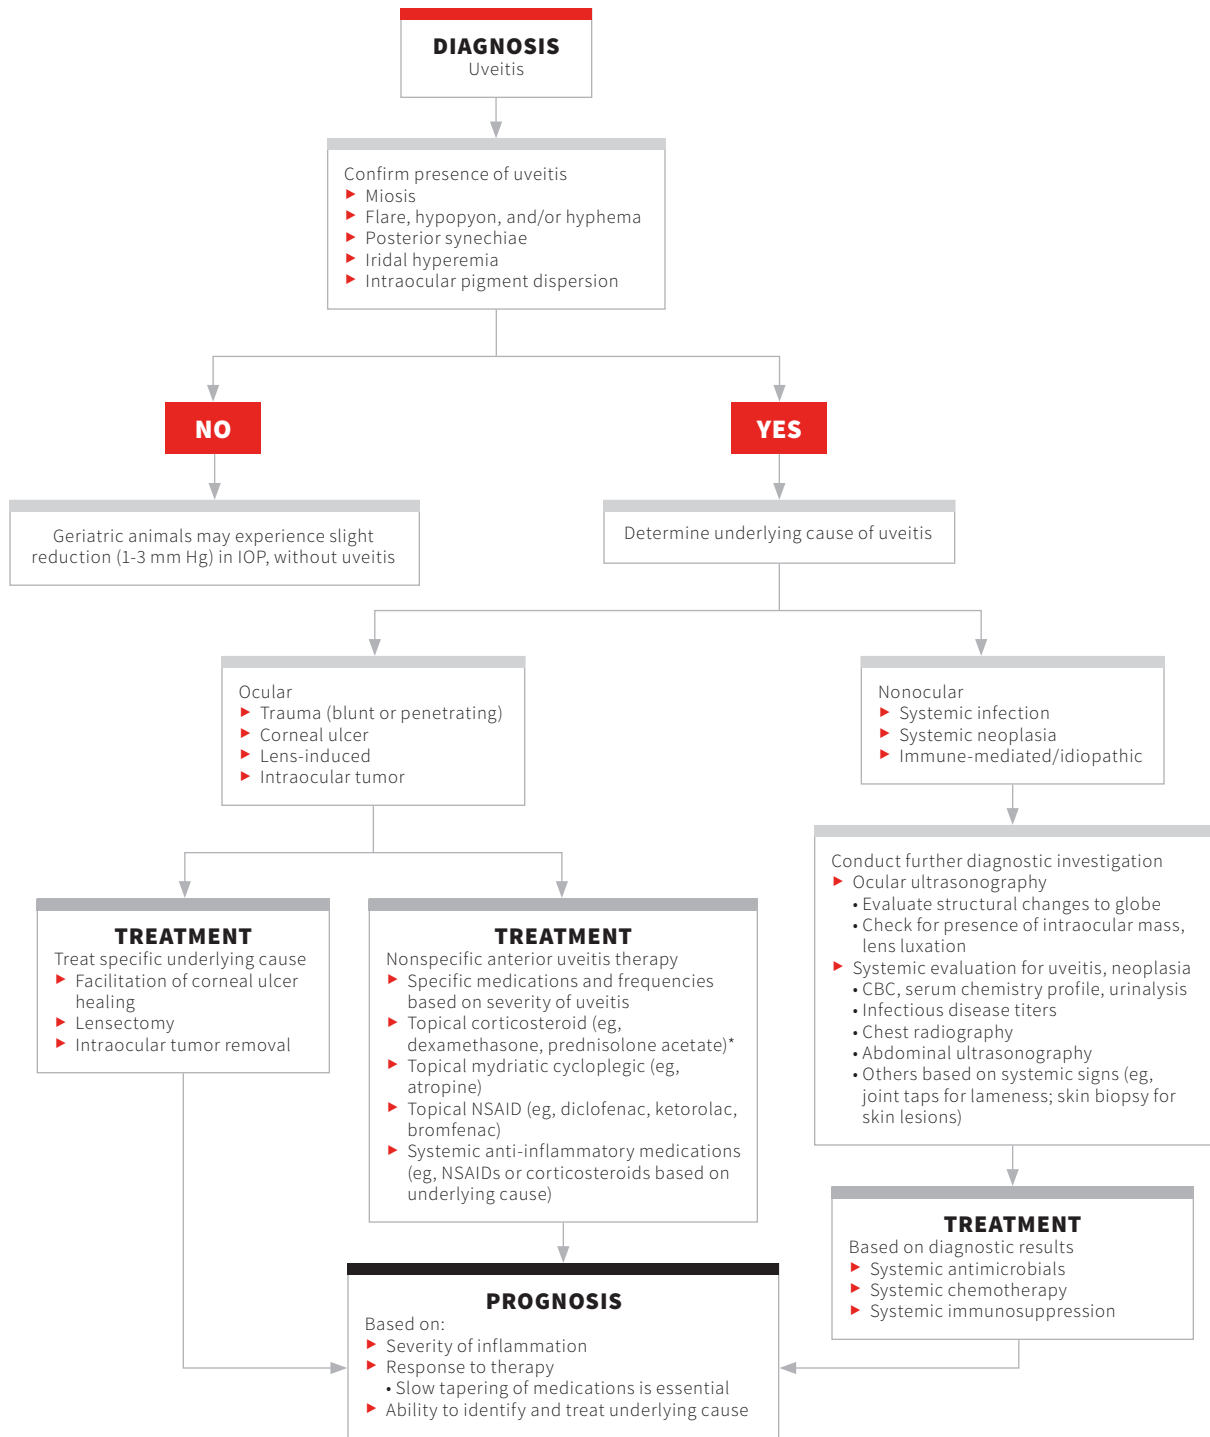 DIAGNOSIS
Uveitis
Confirm presence of uveitis
► Miosis
► Flare, hypopyon, and/or hyphema
► Posterior synechiae
► Iridal hyperemia
► Intraocular pigment dispersion
NO
YES
Geriatric animals may experience slight
reduction (1-3 mm Hg) in IOP, without uveitis
Determine underlying cause of uveitis
Ocular
► Trauma (blunt or penetrating)
► Corneal ulcer
► Lens-induced
► Intraocular tumor
Nonocular
► Systemic infection
► Systemic neoplasia
► Immune-mediated/idiopathic
TREATMENT
Treat specific underlying cause
► Facilitation of corneal ulcer
healing
► Lensectomy
► Intraocular tumor removal
TREATMENT
Nonspecific anterior uveitis therapy
► Specific medications and frequencies
based on severity of uveitis
► Topical corticosteroid (eg,
dexamethasone, prednisolone acetate)*
► Topical mydriatic cycloplegic (eg,
atropine)
► Topical NSAID (eg, diclofenac, ketorolac,
bromfenac)
► Systemic anti-inflammatory medications
(eg, NSAIDs or corticosteroids based on
underlying cause)
Conduct further diagnostic investigation
► Ocular ultrasonography
• Evaluate structural changes to globe
• Check for presence of intraocular mass,
lens luxation
► Systemic evaluation for uveitis, neoplasia
• CBC, serum chemistry profile, urinalysis
• Infectious disease titers
• Chest radiography
• Abdominal ultrasonography
• Others based on systemic signs (eg,
joint taps for lameness; skin biopsy for
skin lesions)
TREATMENT
Based on diagnostic results
► Systemic antimicrobials
► Systemic chemotherapy
► Systemic immunosuppression
PROGNOSIS
Based on:
► Severity of inflammation
► Response to therapy
• Slow tapering of medications is essential
► Ability to identify and treat underlying cause